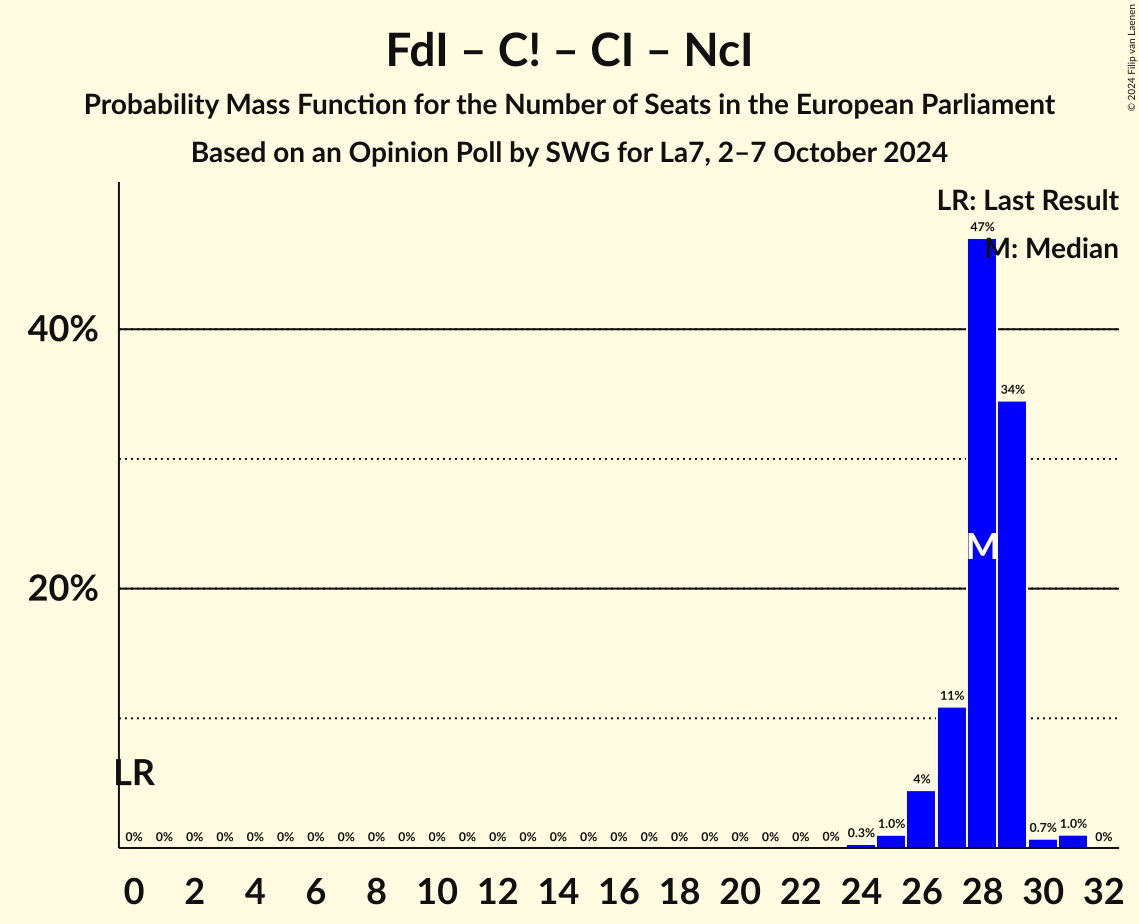 FdI – C! – CI – NcI
Probability Mass Function for the Number of Seats in the European Parliament
Based on an Opinion Poll by SWG for La7, 2–7 October 2024
© 2024 Filip van Laenen
LR: Last Result
M: Median
47%
40%
34%
M
20%
11%
LR
4%
0% 0% 0% 0% 0% 0% 0% 0% 0% 0% 0% 0% 0% 0% 0% 0% 0% 0% 0% 0% 0% 0% 0% 0% 0.3% 1.0% 0.7% 1.0% 0%
0 2 4 6 8 10 12 14 16 18 20 22 24 26 28 30 32